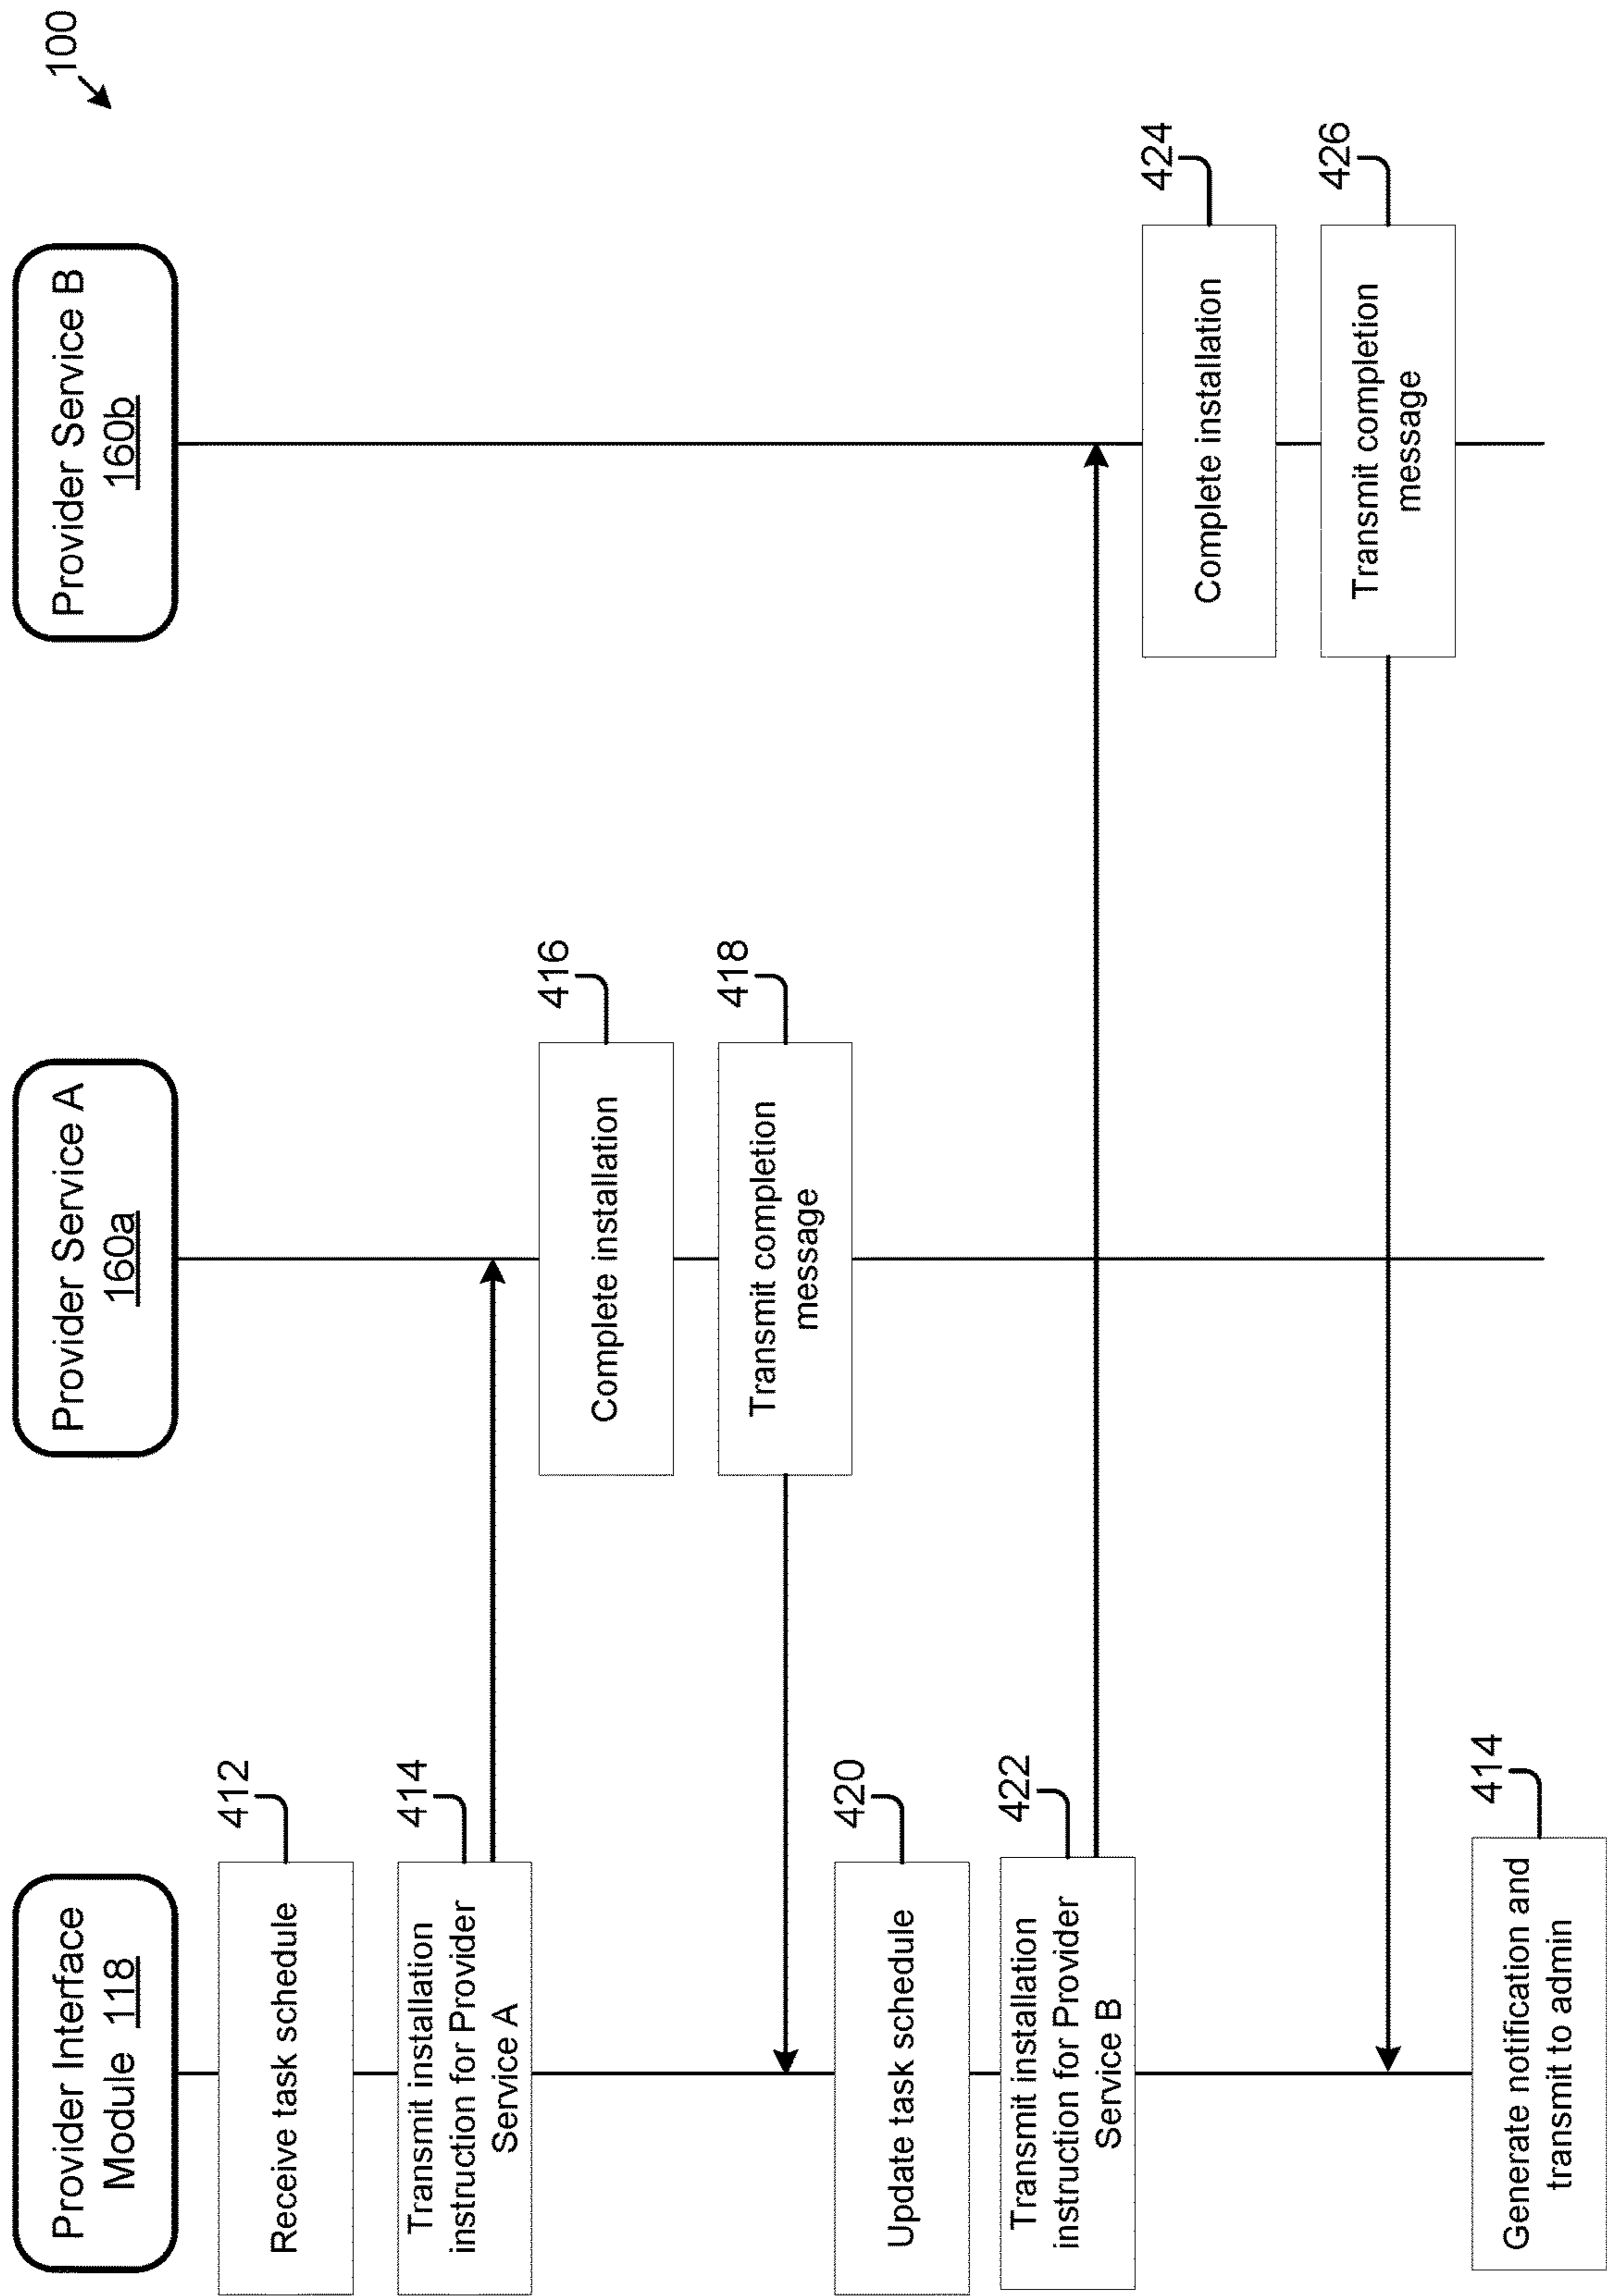 100
Provider Interface
Module 118
Provider Service A
160a
Provider Service B
160b
412
Receive task schedule
414
Transmit installation
instruction for Provider
Service A
416
Complete installation
418
Transmit completion
message
420
Update task schedule
422
Transmit installation
instruction for Provider
Service B
424
Complete installation
426
Transmit completion
message
414
Generate notification and
transmit to admin